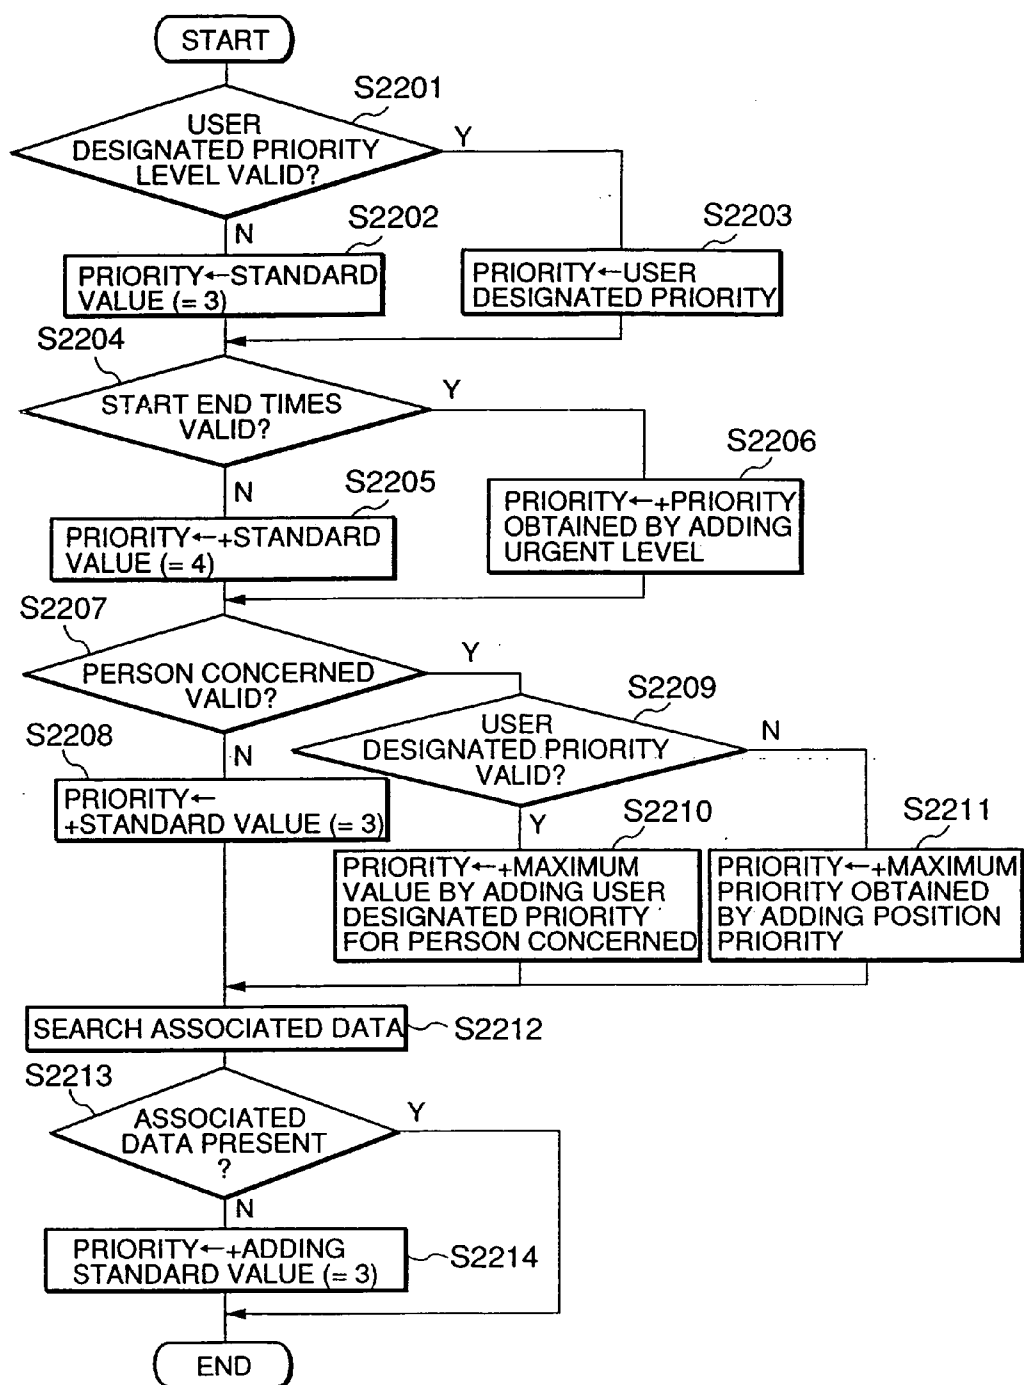 START
S2201
USER
DESIGNATED PRIORITY
LEVEL VALID?
Y
N
S2202
S2203
PRIORITY←STANDARD
VALUE (= 3)
PRIORITY←USER
DESIGNATED PRIORITY
S2204
START END TIMES
VALID?
Y
N
S2205
S2206
PRIORITY←+STANDARD
VALUE (= 4)
PRIORITY←+PRIORITY
OBTAINED BY ADDING
URGENT LEVEL
S2207
PERSON CONCERNED
VALID?
Y
N
S2208
S2209
USER
DESIGNATED PRIORITY
VALID?
N
Y
PRIORITY←
+STANDARD VALUE (= 3)
S2210
S2211
PRIORITY←+MAXIMUM
VALUE BY ADDING USER
DESIGNATED PRIORITY
FOR PERSON CONCERNED
PRIORITY←+MAXIMUM
PRIORITY OBTAINED
BY ADDING POSITION
PRIORITY
SEARCH ASSOCIATED DATA
S2212
S2213
ASSOCIATED
DATA PRESENT
?
Y
N
PRIORITY←+ADDING
STANDARD VALUE (= 3)
S2214
END